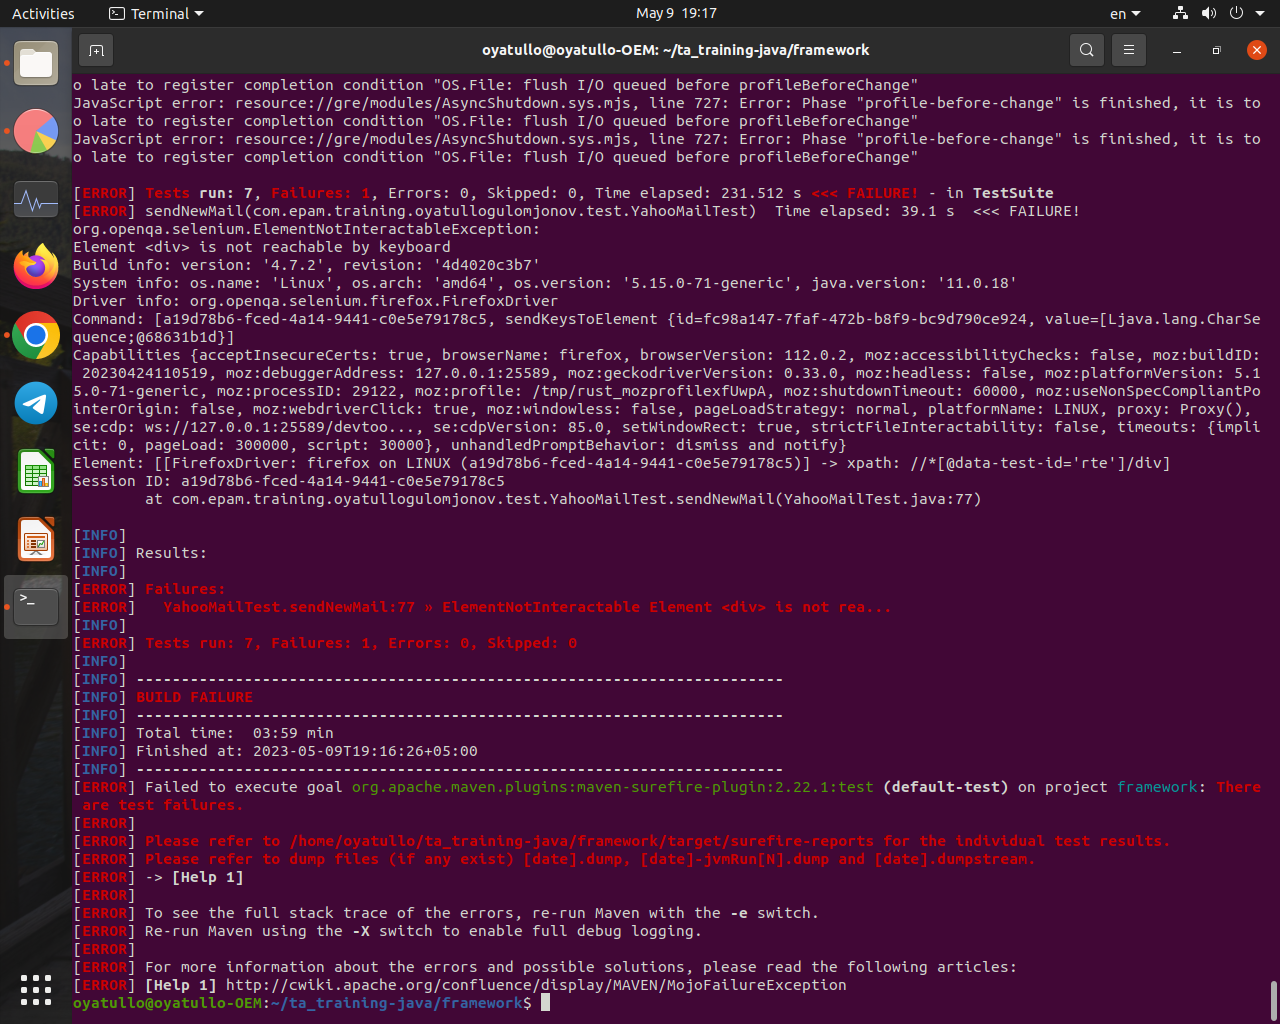 Activities Terminal May 9 19:17 en
oyatullo@oyatullo-OEM: ~/ta_training-java/framework
o late to register completion condition "OS.File: flush I/O queued before profileBeforeChange"
JavaScript error: resource://gre/modules/AsyncShutdown.sys.mjs, line 727: Error: Phase "profile-before-change" is finished, it is to
o late to register completion condition "OS.File: flush I/O queued before profileBeforeChange"
JavaScript error: resource://gre/modules/AsyncShutdown.sys.mjs, line 727: Error: Phase "profile-before-change" is finished, it is to
o late to register completion condition "OS.File: flush I/O queued before profileBeforeChange"
[ERROR] Tests run: 7, Failures: 1, Errors: 0, Skipped: 0, Time elapsed: 231.512 s <<< FAILURE! - in TestSuite
[ERROR] sendNewMail(com.epam.training.oyatullogulomjonov.test.YahooMailTest)  Time elapsed: 39.1 s  <<< FAILURE!
org.openqa.selenium.ElementNotInteractableException:
Element <div> is not reachable by keyboard
Build info: version: '4.7.2', revision: '4d4020c3b7'
System info: os.name: 'Linux', os.arch: 'amd64', os.version: '5.15.0-71-generic', java.version: '11.0.18'
Driver info: org.openqa.selenium.firefox.FirefoxDriver
Command: [a19d78b6-fced-4a14-9441-c0e5e79178c5, sendKeysToElement {id=fc98a147-7faf-472b-b8f9-bc9d790ce924, value=[Ljava.lang.CharSe
quence;@68631b1d}]
Capabilities {acceptInsecureCerts: true, browserName: firefox, browserVersion: 112.0.2, moz:accessibilityChecks: false, moz:buildID:
 20230424110519, moz:debuggerAddress: 127.0.0.1:25589, moz:geckodriverVersion: 0.33.0, moz:headless: false, moz:platformVersion: 5.1
5.0-71-generic, moz:processID: 29122, moz:profile: /tmp/rust_mozprofilexfUwpA, moz:shutdownTimeout: 60000, moz:useNonSpecCompliantPo
interOrigin: false, moz:webdriverClick: true, moz:windowless: false, pageLoadStrategy: normal, platformName: LINUX, proxy: Proxy(),
se:cdp: ws://127.0.0.1:25589/devtoo..., se:cdpVersion: 85.0, setWindowRect: true, strictFileInteractability: false, timeouts: {impli
cit: 0, pageLoad: 300000, script: 30000}, unhandledPromptBehavior: dismiss and notify}
Element: [[FirefoxDriver: firefox on LINUX (a19d78b6-fced-4a14-9441-c0e5e79178c5)] -> xpath: //*[@data-test-id='rte']/div]
Session ID: a19d78b6-fced-4a14-9441-c0e5e79178c5
        at com.epam.training.oyatullogulomjonov.test.YahooMailTest.sendNewMail(YahooMailTest.java:77)
[INFO]
[INFO] Results:
[INFO]
[ERROR] Failures:
[ERROR]   YahooMailTest.sendNewMail:77 » ElementNotInteractable Element <div> is not rea...
[INFO]
[ERROR] Tests run: 7, Failures: 1, Errors: 0, Skipped: 0
[INFO]
[INFO] ------------------------------------------------------------------------
[INFO] BUILD FAILURE
[INFO] ------------------------------------------------------------------------
[INFO] Total time:  03:59 min
[INFO] Finished at: 2023-05-09T19:16:26+05:00
[INFO] ------------------------------------------------------------------------
[ERROR] Failed to execute goal org.apache.maven.plugins:maven-surefire-plugin:2.22.1:test (default-test) on project framework: There
 are test failures.
[ERROR]
[ERROR] Please refer to /home/oyatullo/ta_training-java/framework/target/surefire-reports for the individual test results.
[ERROR] Please refer to dump files (if any exist) [date].dump, [date]-jvmRun[N].dump and [date].dumpstream.
[ERROR] -> [Help 1]
[ERROR]
[ERROR] To see the full stack trace of the errors, re-run Maven with the -e switch.
[ERROR] Re-run Maven using the -X switch to enable full debug logging.
[ERROR]
[ERROR] For more information about the errors and possible solutions, please read the following articles:
[ERROR] [Help 1] http://cwiki.apache.org/confluence/display/MAVEN/MojoFailureException
oyatullo@oyatullo-OEM:~/ta_training-java/framework$